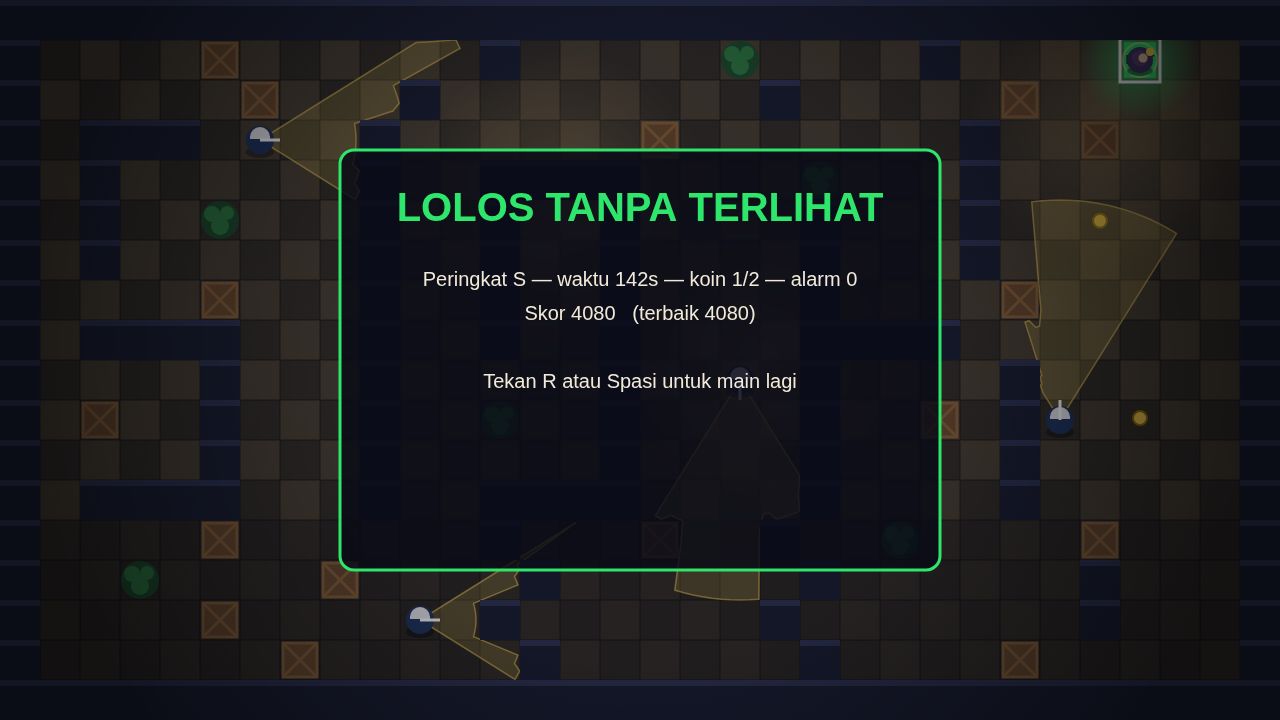 LOLOS TANPA TERLIHAT
Peringkat S — waktu 142s — koin 1/2 — alarm 0
Skor 4080 (terbaik 4080)
Tekan R atau Spasi untuk main lagi